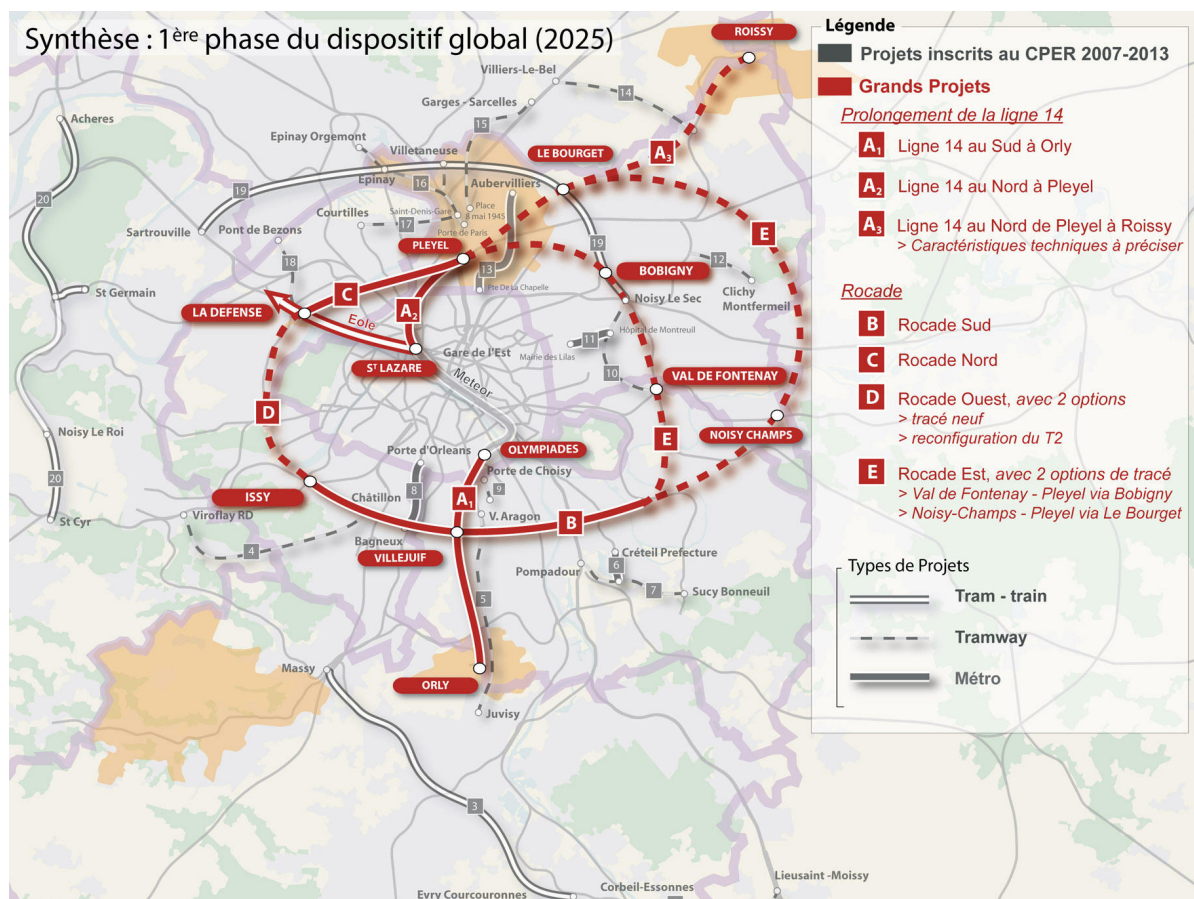 Synthèse : 1ère phase du dispositif global (2025)
ROISSY
Villiers-Le-Bel
14
Garges - Sarcelles
Acheres
15
Epinay Orgemont
Villetaneuse
LE BOURGET
A3
Epinay
16
Aubervilliers
20
19
Courtilles
Saint-Denis-Gare
Place
8 mai 1945
17
Porte de Paris
Sartrouville
Pont de Bezons
PLEYEL
E
19
18
13
BOBIGNY
12
Pte De La Chapelle
St Germain
C
Noisy Le Sec
Clichy
Montfermeil
LA DEFENSE
A2
Eole
Hôpital de Montreuil
11
Gare de l'Est
Mairie des Lilas
ST LAZARE
Meteor
10
VAL DE FONTENAY
D
Noisy Le Roi
E
NOISY CHAMPS
Porte d'Orleans
OLYMPIADES
Porte de Choisy
20
ISSY
8
A1
9
Châtillon
St Cyr
Viroflay RD
V. Aragon
B
4
Bagneux
VILLEJUIF
Créteil Prefecture
Pompadour
6
7
Sucy Bonneuil
5
Massy
ORLY
Juvisy
3
Evry Courcouronnes
Corbeil-Essonnes
Lieusaint -Moissy
Légende
Projets inscrits au CPER 2007-2013
Grands Projets
Prolongement de la ligne 14
A1 Ligne 14 au Sud à Orly
A2 Ligne 14 au Nord à Pleyel
A3 Ligne 14 au Nord de Pleyel à Roissy
> Caractéristiques techniques à préciser
Rocade
B Rocade Sud
C Rocade Nord
D Rocade Ouest, avec 2 options
> tracé neuf
> reconfiguration du T2
E Rocade Est, avec 2 options de tracé
> Val de Fontenay - Pleyel via Bobigny
> Noisy-Champs - Pleyel via Le Bourget
Types de Projets
Tram - train
Tramway
Métro